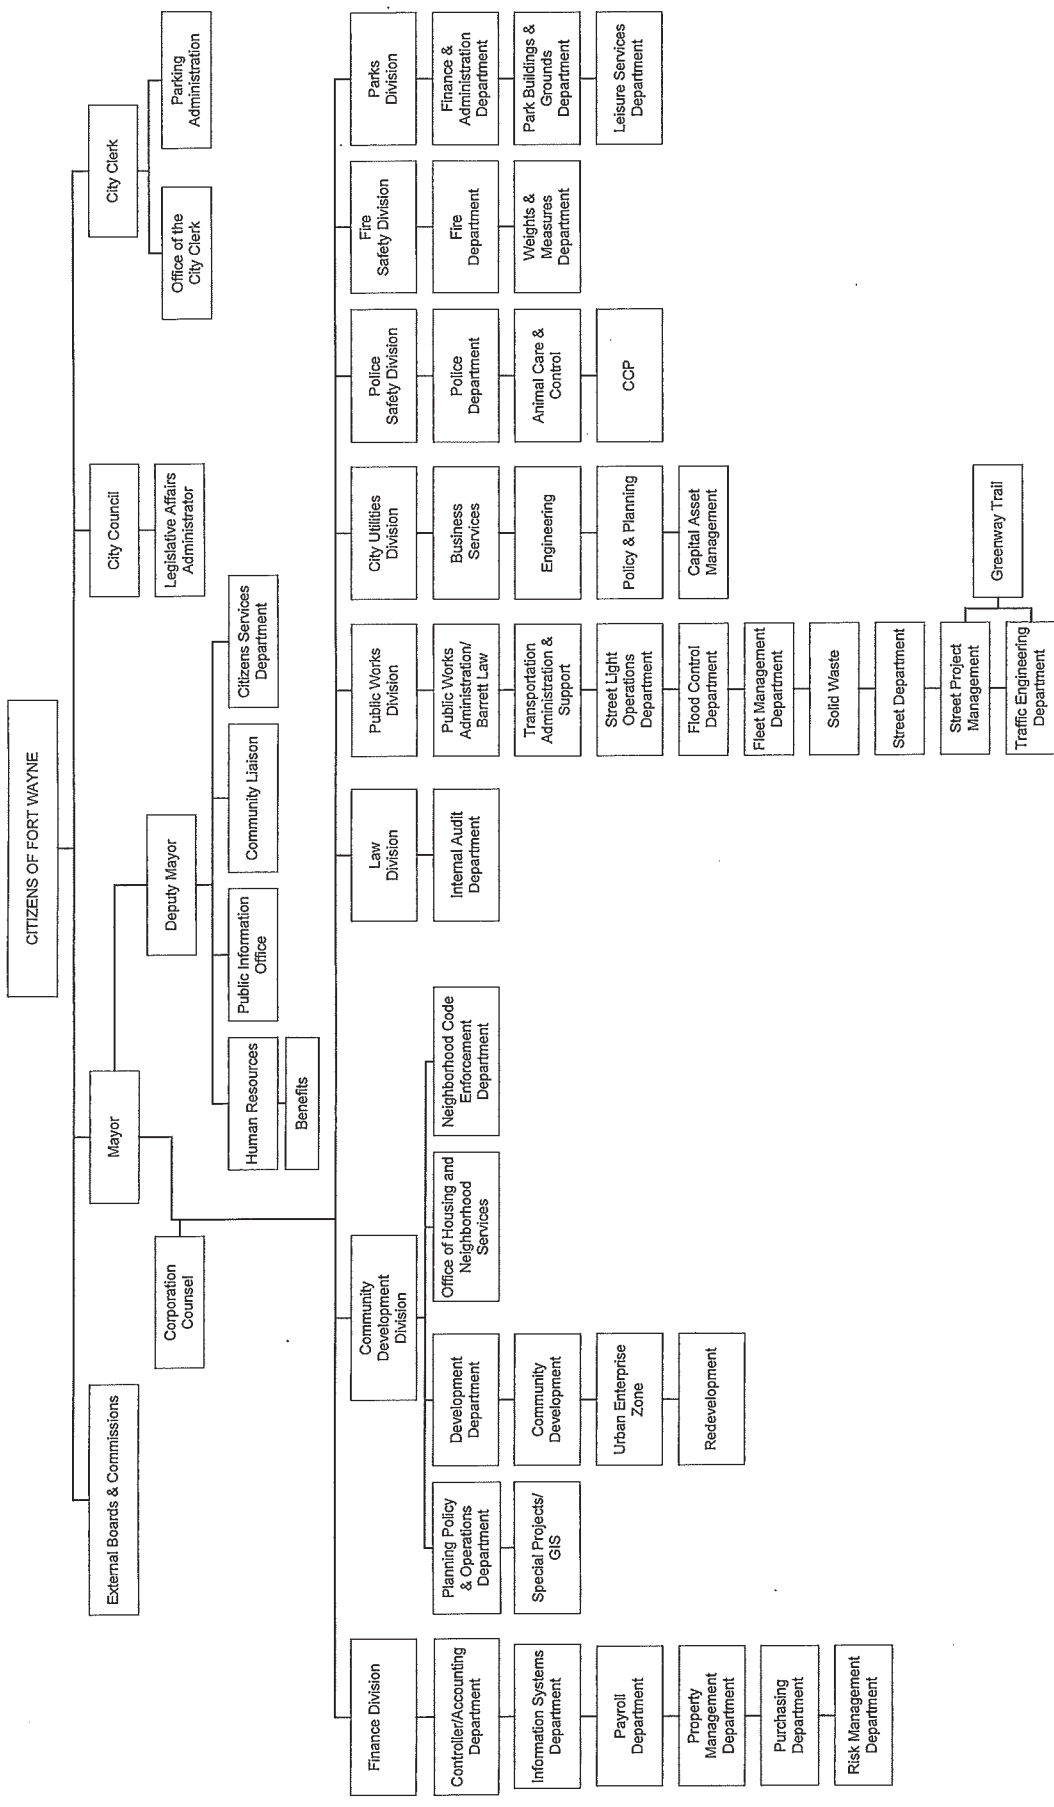 CITIZENS OF FORT WAYNE
External Boards & Commissions
Mayor
City Council
City Clerk
Corporation
Counsel
Deputy Mayor
Legislative Affairs
Administrator
Office of the
City Clerk
Parking
Administration
Human Resources
Public Information
Office
Community Liaison
Citizens Services
Department
Benefits
Finance Division
Community
Development
Division
Law
Division
Public Works
Division
City Utilities
Division
Police
Safety Division
Fire
Safety Division
Parks
Division
Controller/Accounting
Department
Information Systems
Department
Payroll
Department
Property
Management
Department
Purchasing
Department
Risk Management
Department
Planning Policy
& Operations
Department
Special Projects/
GIS
Development
Department
Community
Development
Urban Enterprise
Zone
Redevelopment
Office of Housing and
Neighborhood
Services
Neighborhood Code
Enforcement
Department
Internal Audit
Department
Public Works
Administration/
Barrett Law
Transportation
Administration &
Support
Street Light
Operations
Department
Flood Control
Department
Fleet Management
Department
Solid Waste
Street Department
Street Project
Management
Traffic Engineering
Department
Greenway Trail
Business
Services
Engineering
Policy & Planning
Capital Asset
Management
Police
Department
Animal Care &
Control
CCP
Fire
Department
Weights &
Measures
Department
Finance &
Administration
Department
Park Buildings &
Grounds
Department
Leisure Services
Department